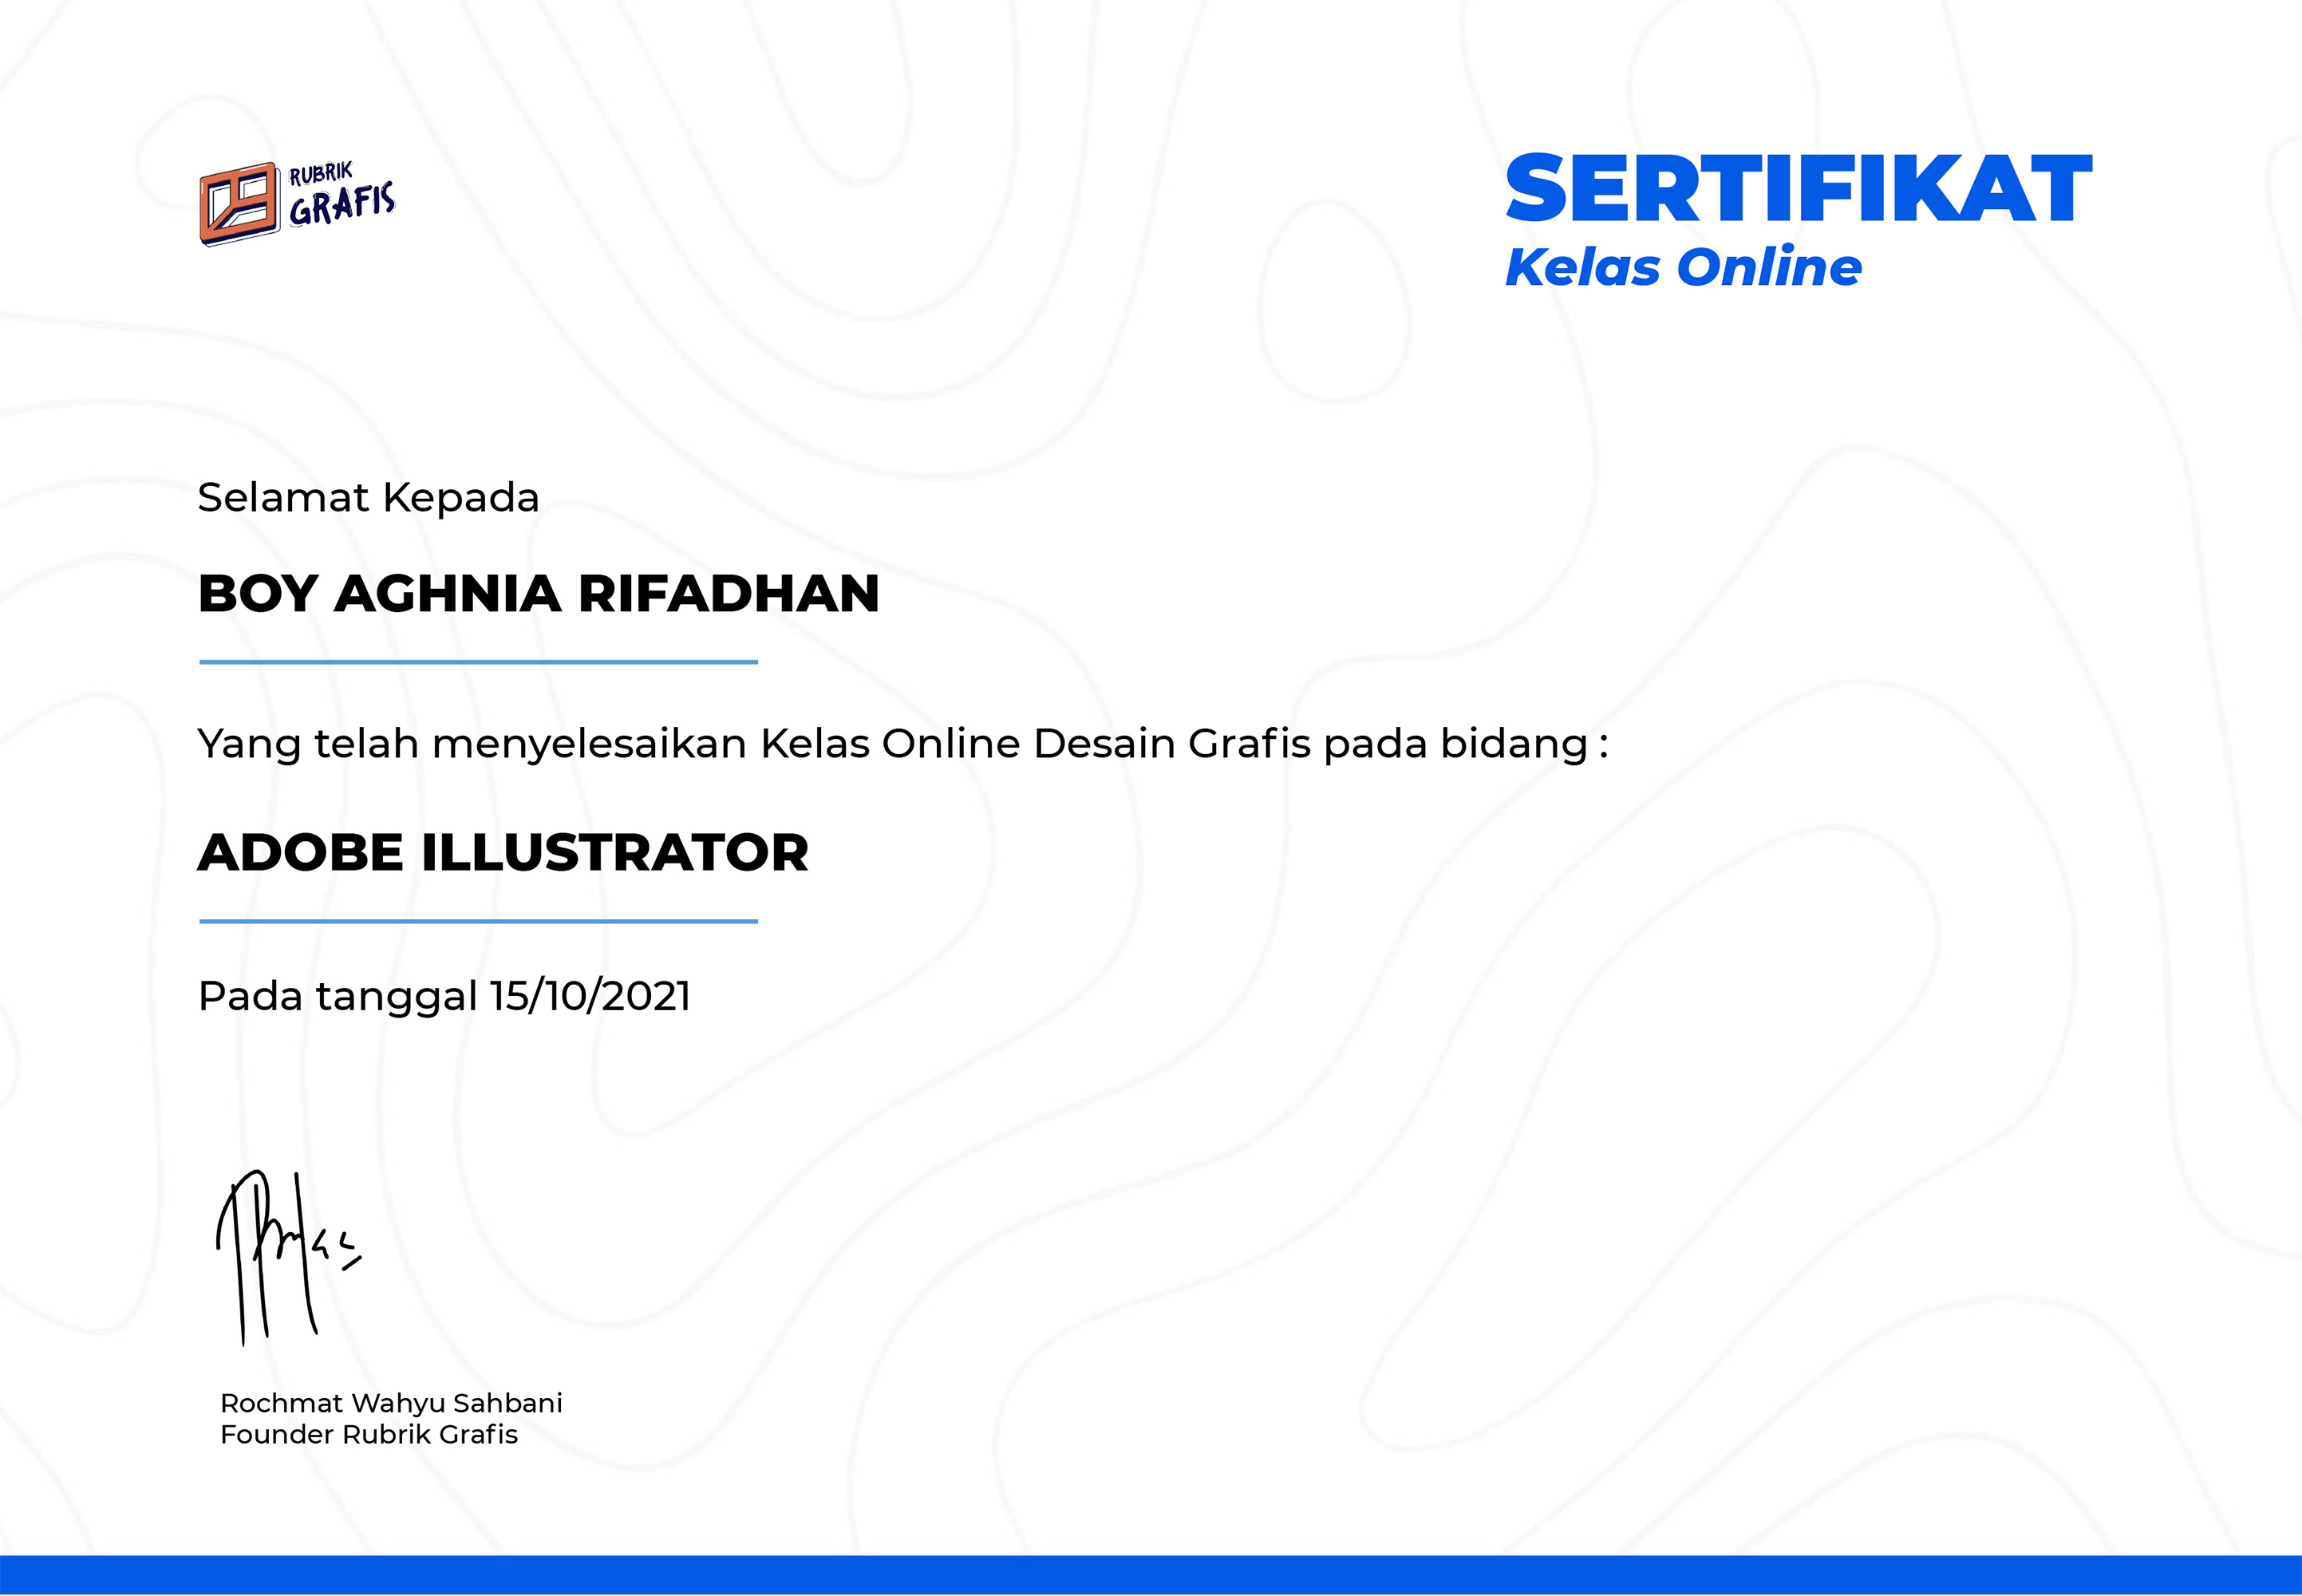 RUBRIK
GRAFIS
SERTIFIKAT
Kelas Online
Selamat Kepada
BOY AGHNIA RIFADHAN
Yang telah menyelesaikan Kelas Online Desain Grafis pada bidang :
ADOBE ILLUSTRATOR
Pada tanggal 15/10/2021
Rochmat Wahyu Sahbani
Founder Rubrik Grafis